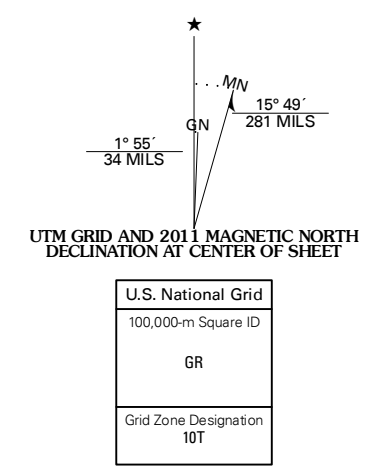 ★
MN
15° 49´
281 MILS
GN
1° 55´
34 MILS
UTM GRID AND 2011 MAGNETIC NORTH
DECLINATION AT CENTER OF SHEET
U.S. National Grid
100,000-m Square ID
GR
Grid Zone Designation
10T